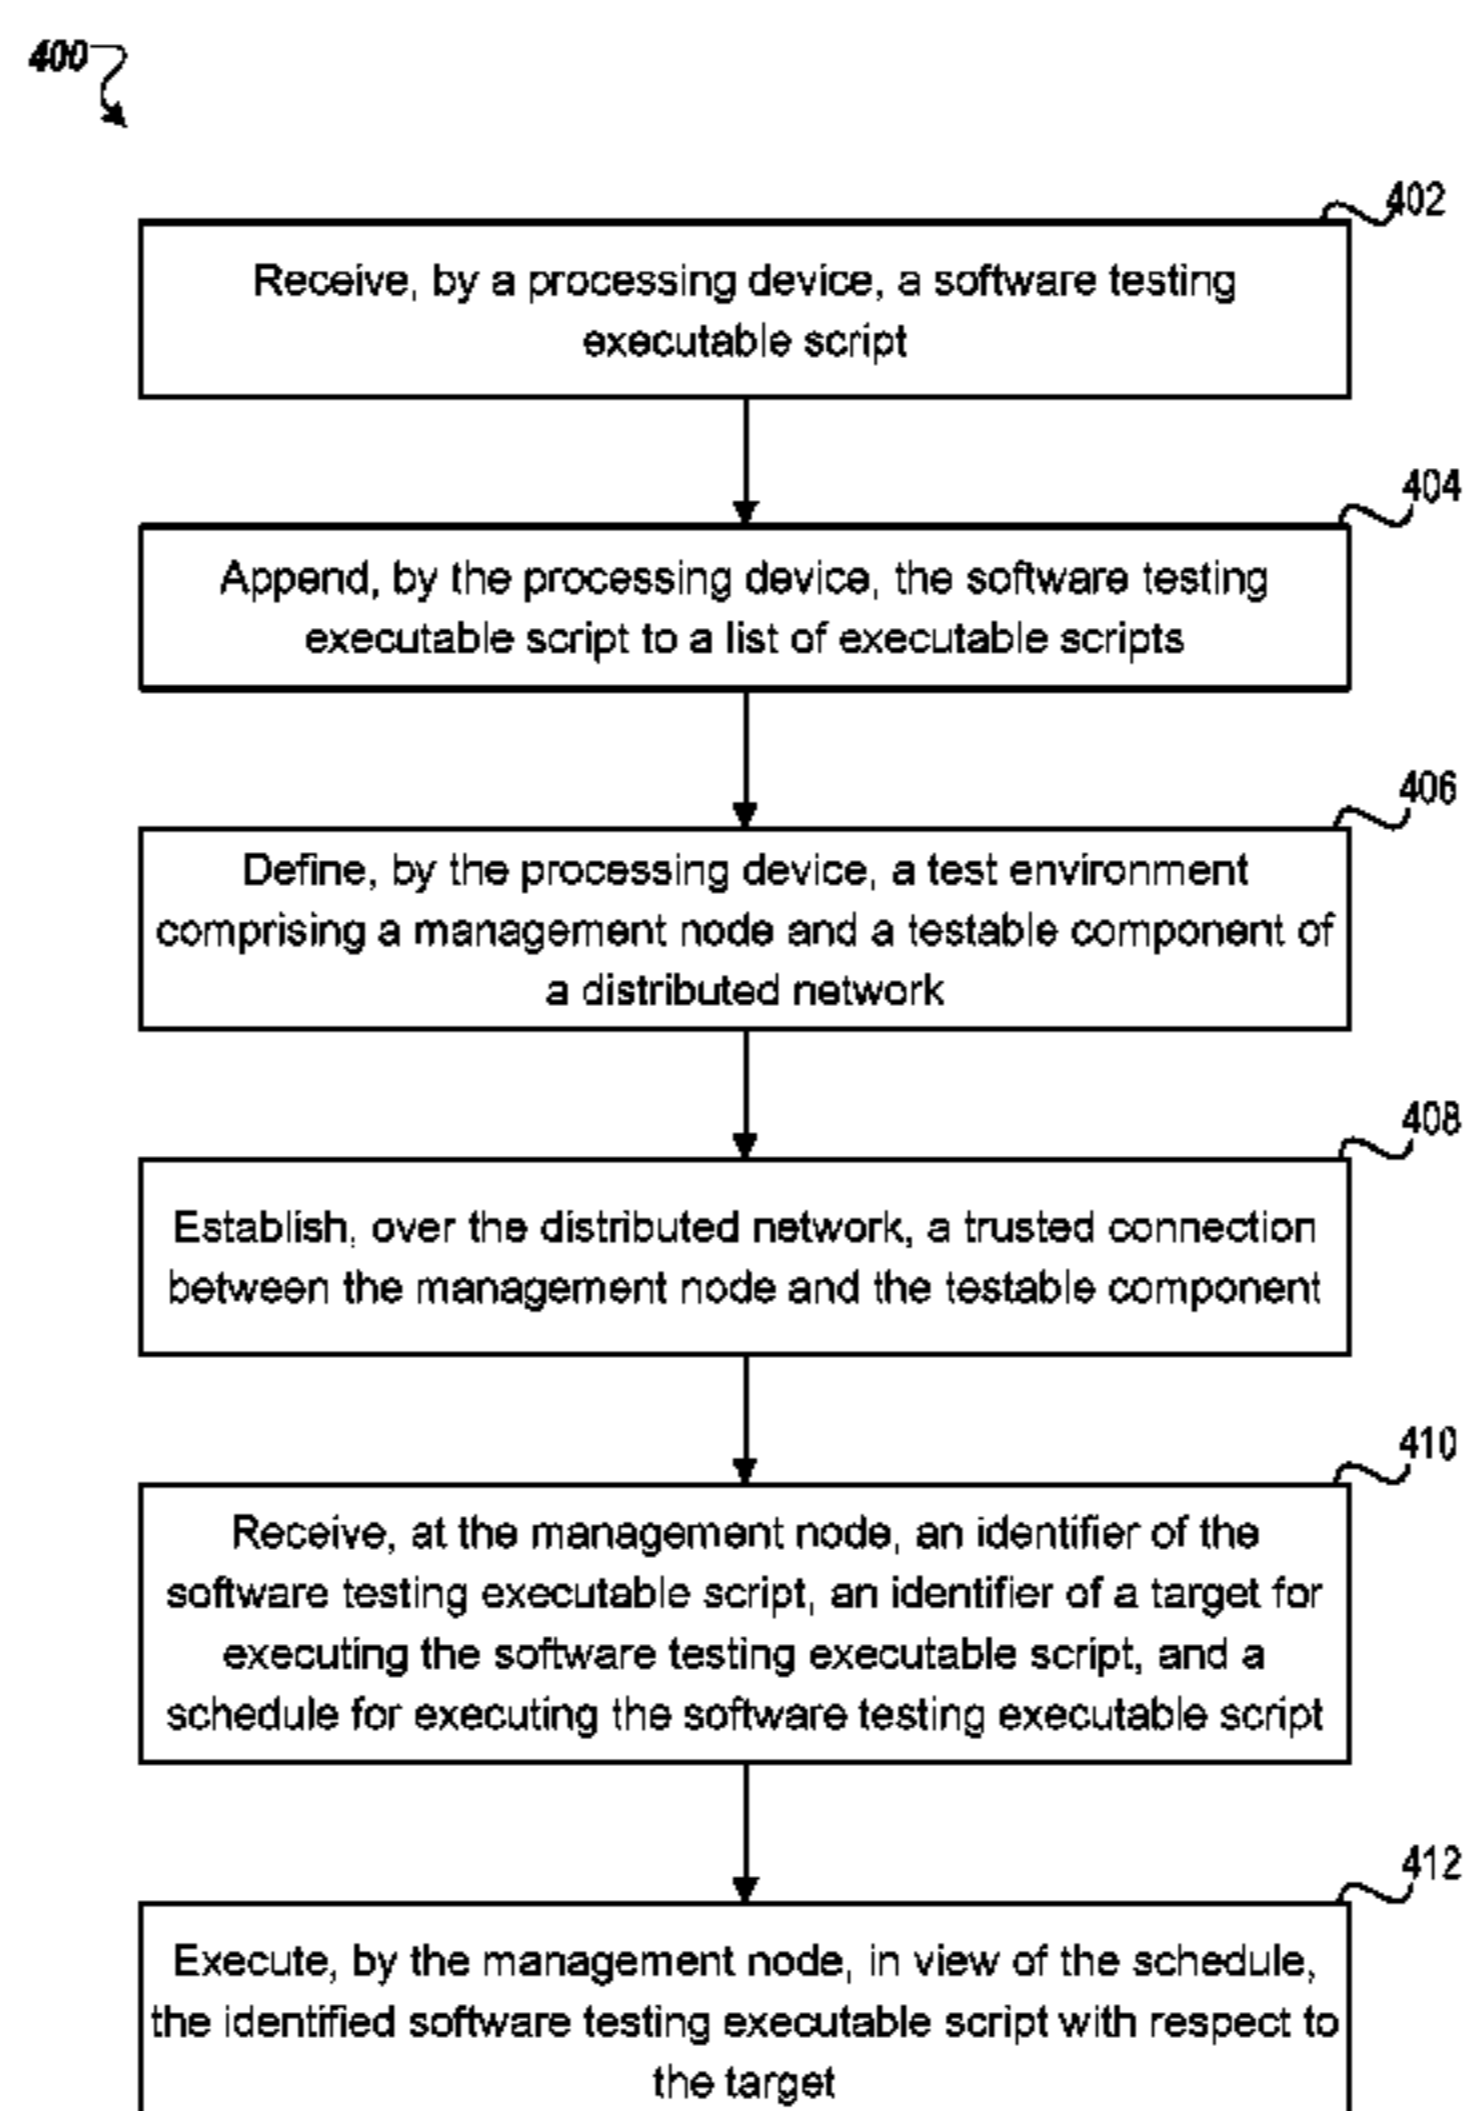 400
402
Receive, by a processing device, a software testing
executable script
404
Append, by the processing device, the software testing
executable script to a list of executable scripts
406
Define, by the processing device, a test environment
comprising a management node and a testable component of
a distributed network
408
Establish, over the distributed network, a trusted connection
between the management node and the testable component
410
Receive, at the management node, an identifier of the
software testing executable script, an identifier of a target for
executing the software testing executable script, and a
schedule for executing the software testing executable script
412
Execute, by the management node, in view of the schedule,
the identified software testing executable script with respect to
the target